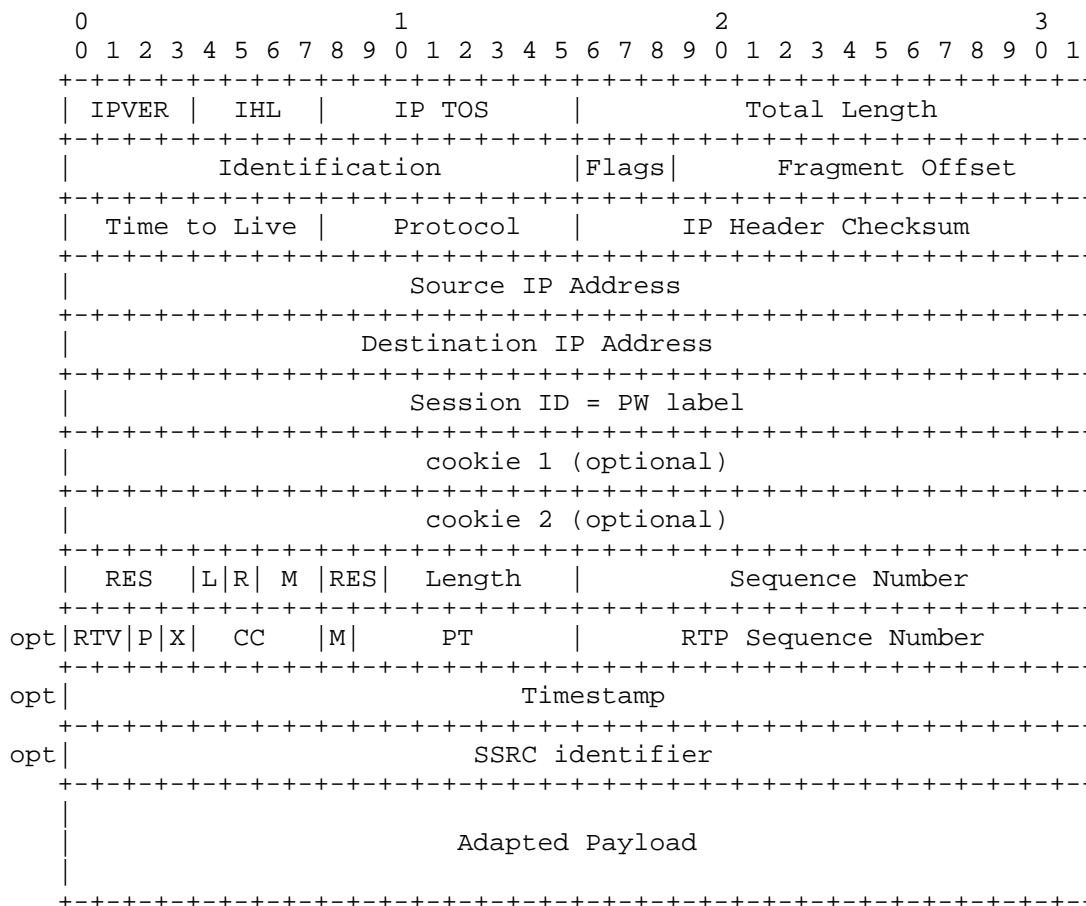 0                   1                   2                   3
 0 1 2 3 4 5 6 7 8 9 0 1 2 3 4 5 6 7 8 9 0 1 2 3 4 5 6 7 8 9 0 1
+-+-+-+-+-+-+-+-+-+-+-+-+-+-+-+-+-+-+-+-+-+-+-+-+-+-+-+-+-+-+-+-
| IPVER |  IHL  |    IP TOS     |          Total Length
+-+-+-+-+-+-+-+-+-+-+-+-+-+-+-+-+-+-+-+-+-+-+-+-+-+-+-+-+-+-+-+-
|         Identification        |Flags|      Fragment Offset
+-+-+-+-+-+-+-+-+-+-+-+-+-+-+-+-+-+-+-+-+-+-+-+-+-+-+-+-+-+-+-+-
|  Time to Live |    Protocol   |      IP Header Checksum
+-+-+-+-+-+-+-+-+-+-+-+-+-+-+-+-+-+-+-+-+-+-+-+-+-+-+-+-+-+-+-+-
|                     Source IP Address
+-+-+-+-+-+-+-+-+-+-+-+-+-+-+-+-+-+-+-+-+-+-+-+-+-+-+-+-+-+-+-+-
|                  Destination IP Address
+-+-+-+-+-+-+-+-+-+-+-+-+-+-+-+-+-+-+-+-+-+-+-+-+-+-+-+-+-+-+-+-
|                     Session ID = PW label
+-+-+-+-+-+-+-+-+-+-+-+-+-+-+-+-+-+-+-+-+-+-+-+-+-+-+-+-+-+-+-+-
|                      cookie 1 (optional)
+-+-+-+-+-+-+-+-+-+-+-+-+-+-+-+-+-+-+-+-+-+-+-+-+-+-+-+-+-+-+-+-
|                      cookie 2 (optional)
+-+-+-+-+-+-+-+-+-+-+-+-+-+-+-+-+-+-+-+-+-+-+-+-+-+-+-+-+-+-+-+-
|  RES  |L|R| M |RES|  Length   |         Sequence Number
+-+-+-+-+-+-+-+-+-+-+-+-+-+-+-+-+-+-+-+-+-+-+-+-+-+-+-+-+-+-+-+-
opt|RTV|P|X|  CC   |M|     PT      |      RTP Sequence Number
+-+-+-+-+-+-+-+-+-+-+-+-+-+-+-+-+-+-+-+-+-+-+-+-+-+-+-+-+-+-+-+-
opt|                            Timestamp
+-+-+-+-+-+-+-+-+-+-+-+-+-+-+-+-+-+-+-+-+-+-+-+-+-+-+-+-+-+-+-+-
opt|                         SSRC identifier
+-+-+-+-+-+-+-+-+-+-+-+-+-+-+-+-+-+-+-+-+-+-+-+-+-+-+-+-+-+-+-+-
|
|                        Adapted Payload
|
+-+-+-+-+-+-+-+-+-+-+-+-+-+-+-+-+-+-+-+-+-+-+-+-+-+-+-+-+-+-+-+-